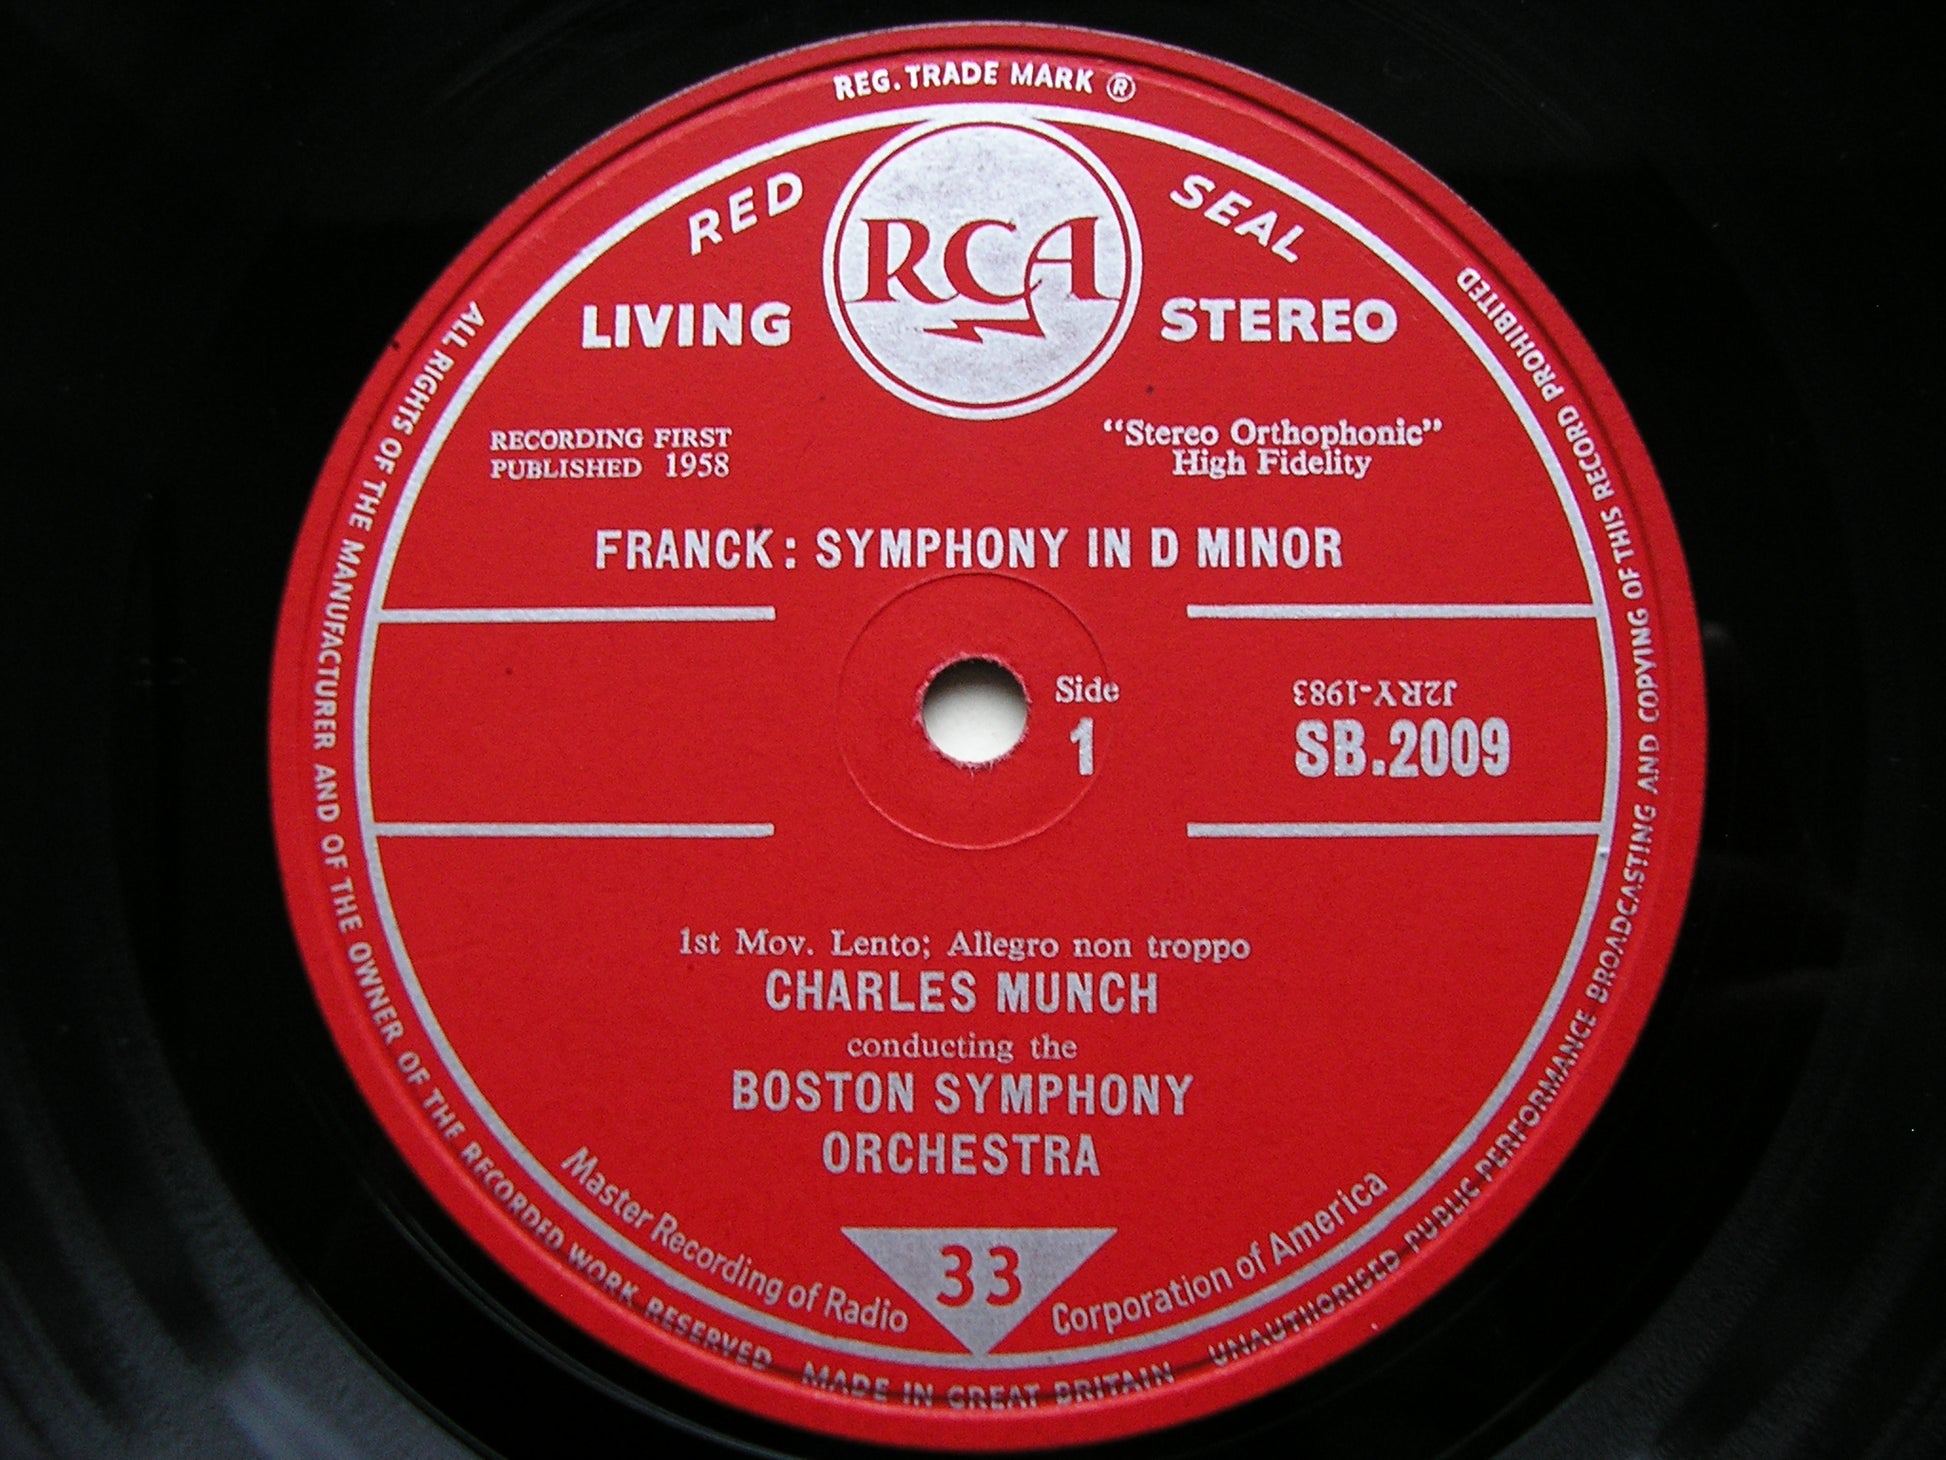 REG. TRADE MARK ®
RED SEAL
RCA
LIVING STEREO
RECORDING FIRST
PUBLISHED 1958
"Stereo Orthophonic"
High Fidelity
FRANCK: SYMPHONY IN D MINOR
Side
1
J2RY-1983
SB.2009
1st Mov. Lento; Allegro non troppo
CHARLES MUNCH
conducting the
BOSTON SYMPHONY
ORCHESTRA
33
Master Recording of Radio Corporation of America
ALL RIGHTS OF THE MANUFACTURER AND OF THE OWNER OF THE RECORDED WORK RESERVED
MADE IN GREAT BRITAIN
UNAUTHORISED PUBLIC PERFORMANCE BROADCASTING AND COPYING OF THIS RECORD PROHIBITED